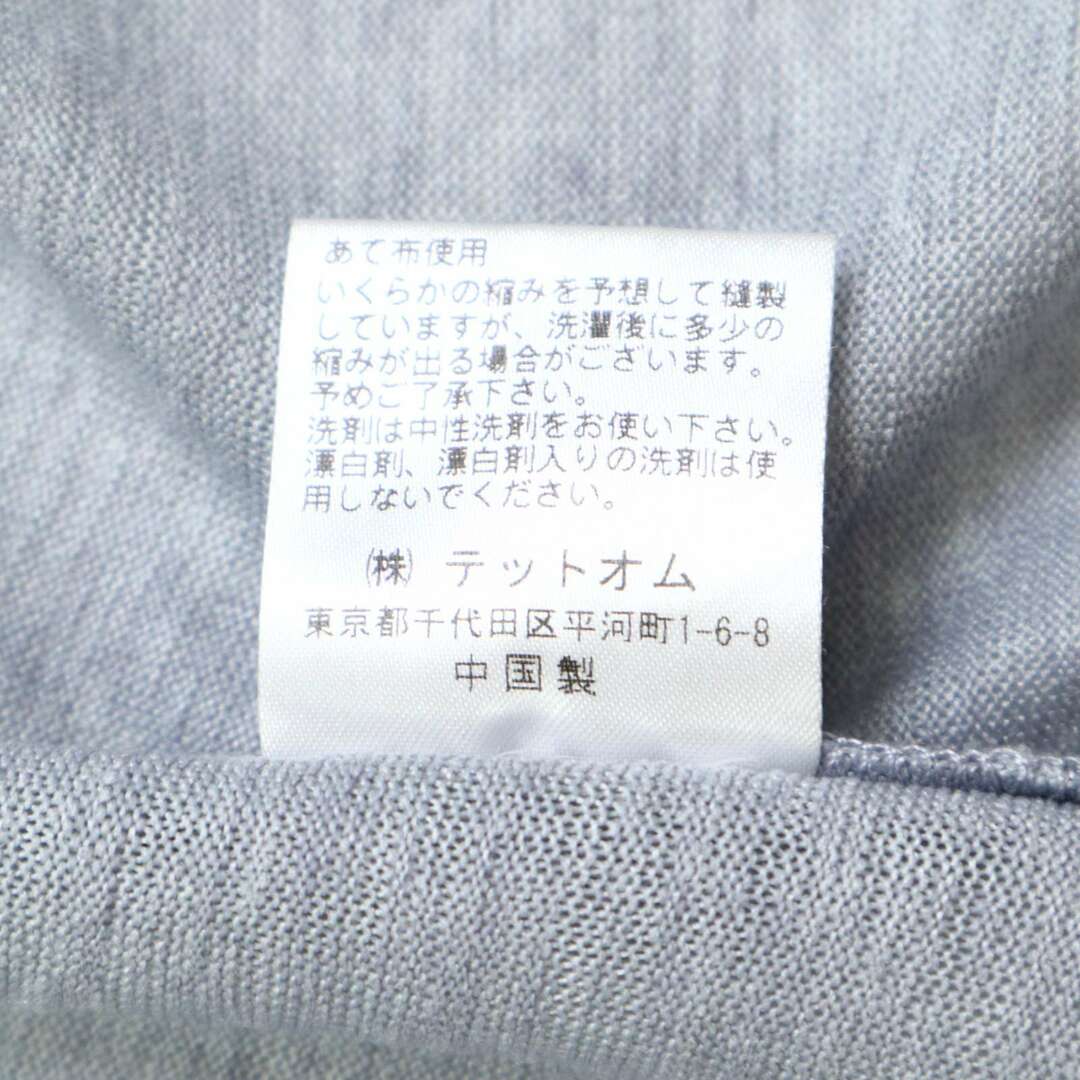 あて布使用
いくらかの縮みを予想して縫製
していますが、洗濯後に多少の
縮みが出る場合がございます。
予めご了承下さい。
洗剤は中性洗剤をお使い下さい。
漂白剤、漂白剤入りの洗剤は使
用しないでください。
㈱ テットオム
東京都千代田区平河町1-6-8
中国製